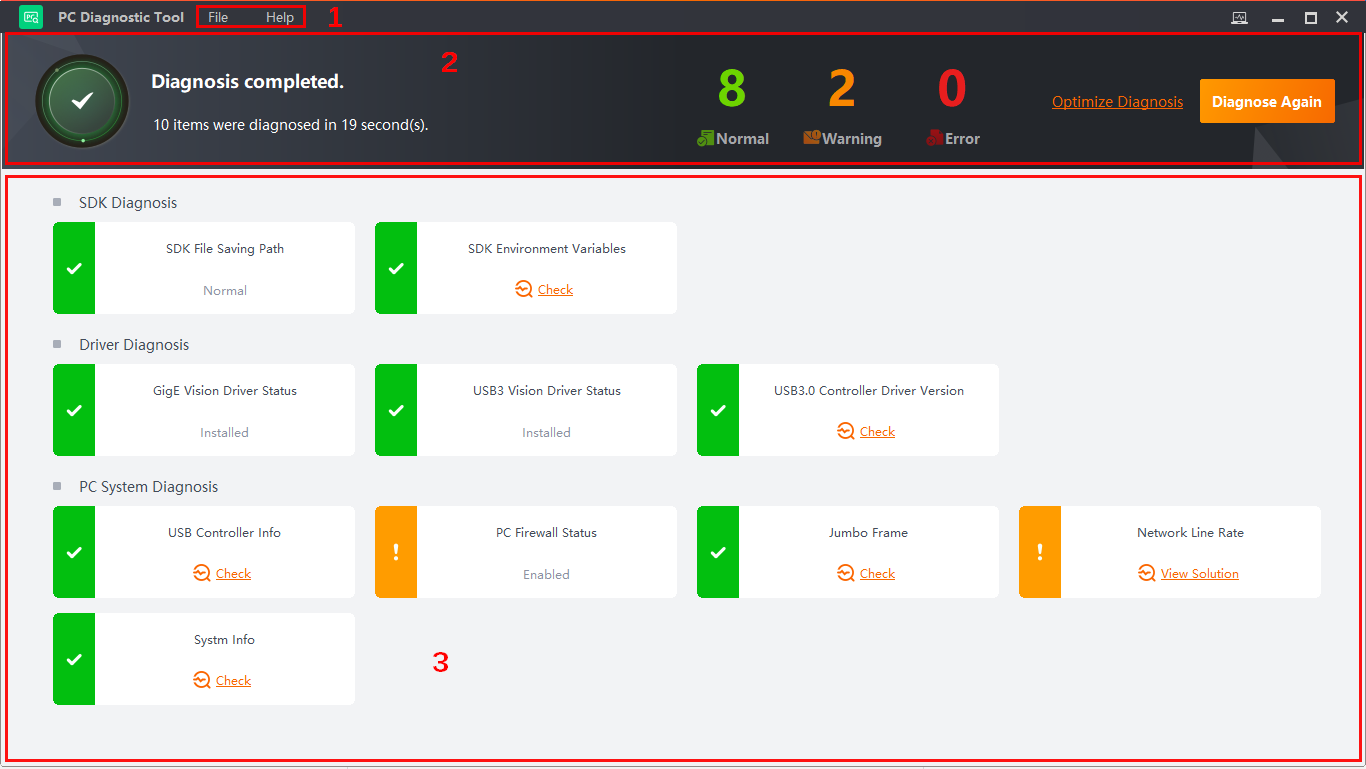 PC Diagnostic Tool File Help 1
2
Diagnosis completed.
10 items were diagnosed in 19 second(s).
8 2 0
Normal Warning Error
Optimize Diagnosis Diagnose Again
SDK Diagnosis
SDK File Saving Path
Normal
SDK Environment Variables
Check
Driver Diagnosis
GigE Vision Driver Status
Installed
USB3 Vision Driver Status
Installed
USB3.0 Controller Driver Version
Check
PC System Diagnosis
USB Controller Info
Check
PC Firewall Status
Enabled
Jumbo Frame
Check
Network Line Rate
View Solution
Systm Info
Check
3